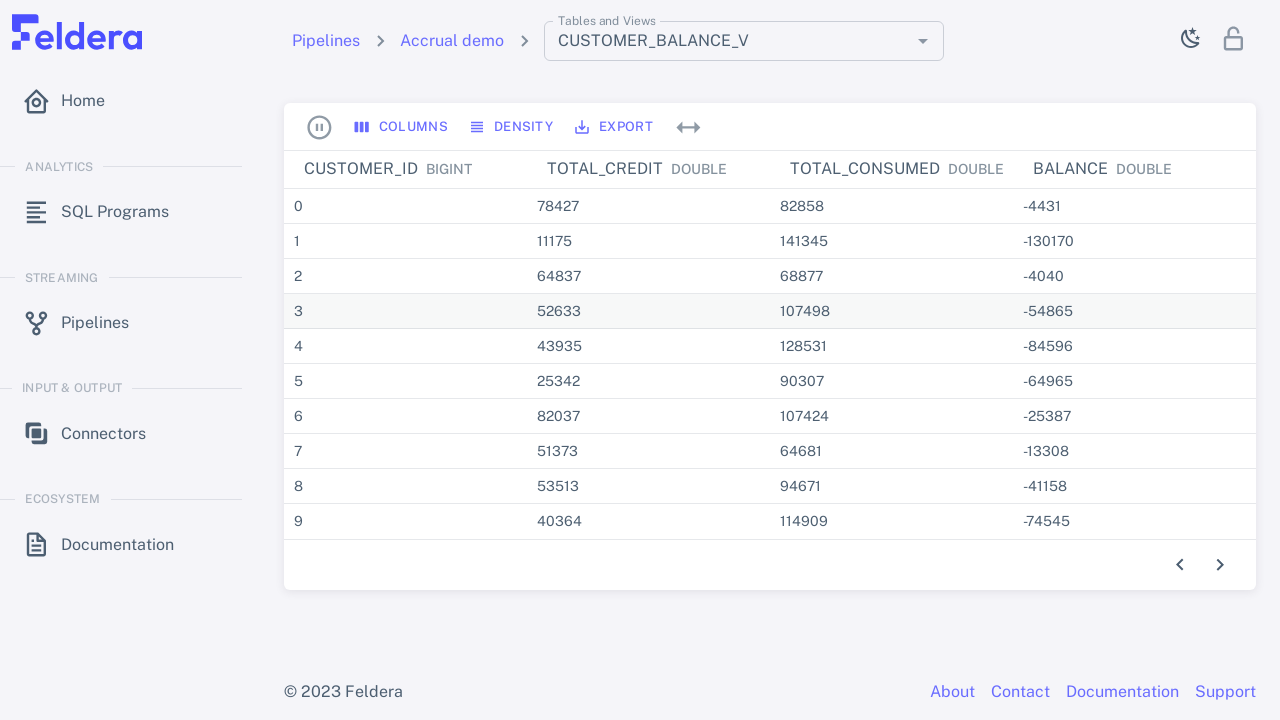 Feldera
Home
ANALYTICS
SQL Programs
STREAMING
Pipelines
INPUT & OUTPUT
Connectors
ECOSYSTEM
Documentation
Tables and Views
Pipelines Accrual demo CUSTOMER_BALANCE_V
COLUMNS DENSITY EXPORT
CUSTOMER_ID BIGINT TOTAL_CREDIT DOUBLE TOTAL_CONSUMED DOUBLE BALANCE DOUBLE
0 78427 82858 -4431
1 11175 141345 -130170
2 64837 68877 -4040
3 52633 107498 -54865
4 43935 128531 -84596
5 25342 90307 -64965
6 82037 107424 -25387
7 51373 64681 -13308
8 53513 94671 -41158
9 40364 114909 -74545
© 2023 Feldera About Contact Documentation Support